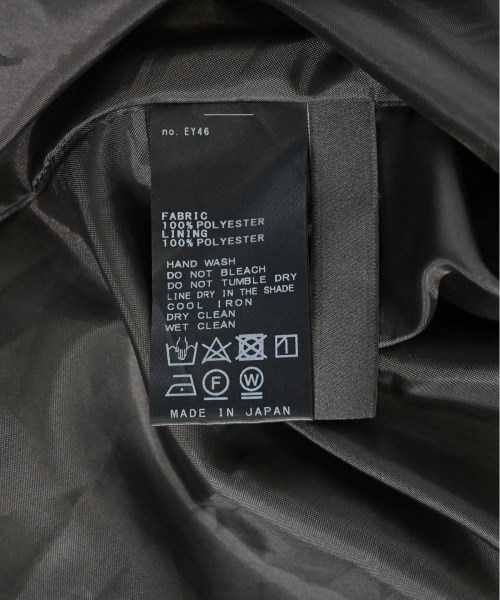 no. EY46
FABRIC
100% POLYESTER
LINING
100% POLYESTER
HAND WASH
DO NOT BLEACH
DO NOT TUMBLE DRY
LINE DRY IN THE SHADE
COOL IRON
DRY CLEAN
WET CLEAN
F W
MADE IN JAPAN